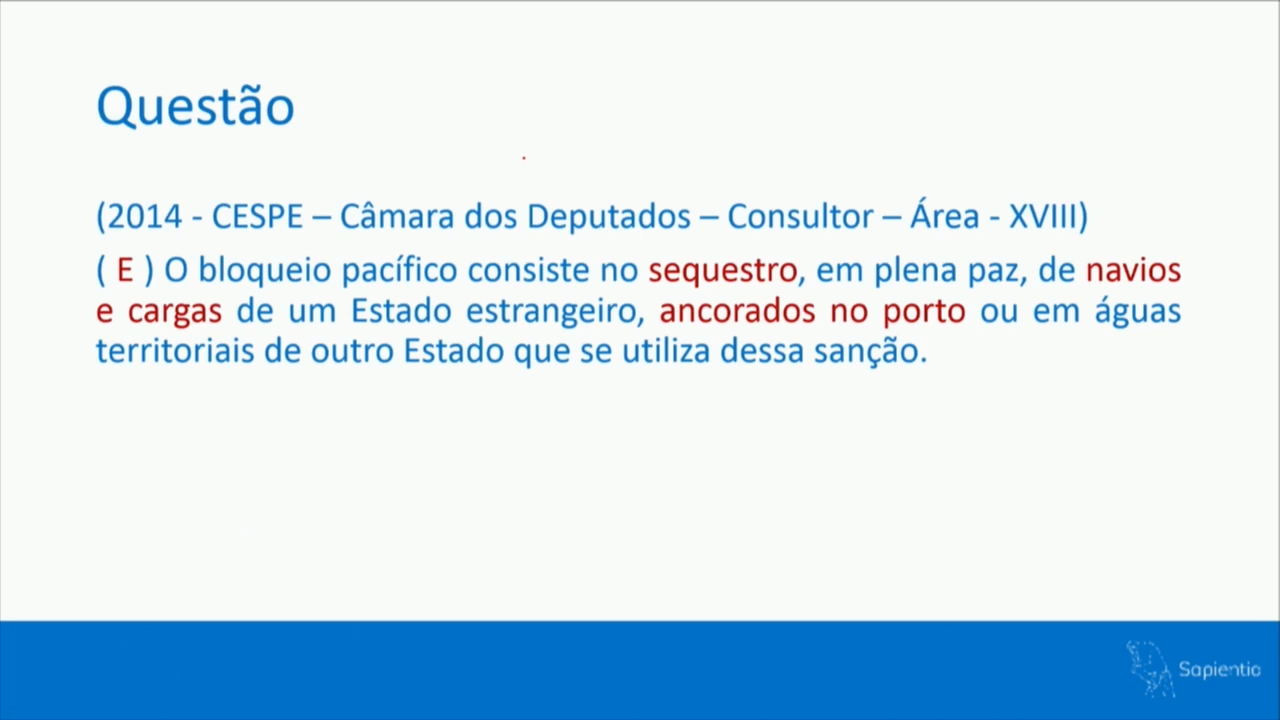 Questão
(2014 - CESPE – Câmara dos Deputados – Consultor – Área - XVIII)
( E ) O bloqueio pacífico consiste no sequestro, em plena paz, de navios
e cargas de um Estado estrangeiro, ancorados no porto ou em águas
territoriais de outro Estado que se utiliza dessa sanção.
Sapientia